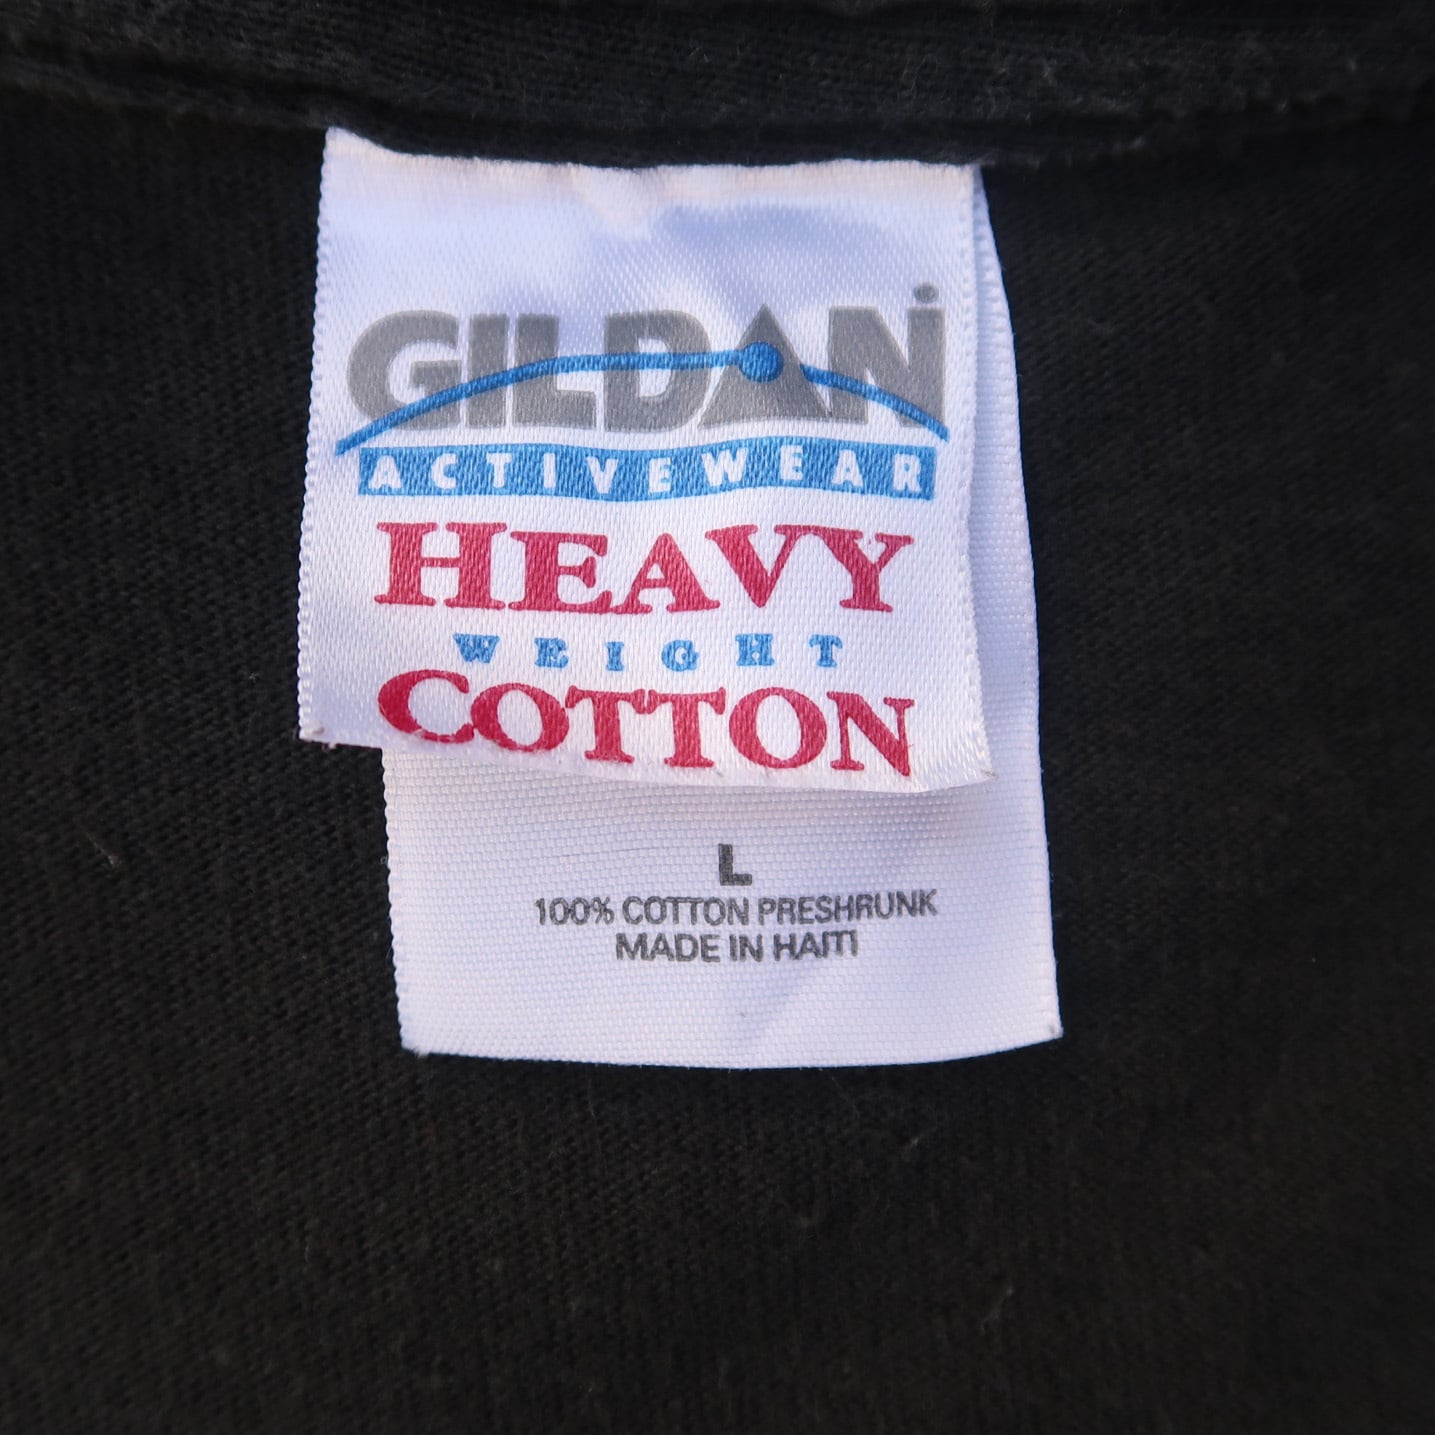 GILDAN
ACTIVEWEAR
HEAVY
WEIGHT
COTTON
L
100% COTTON PRESHRUNK
MADE IN HAITI